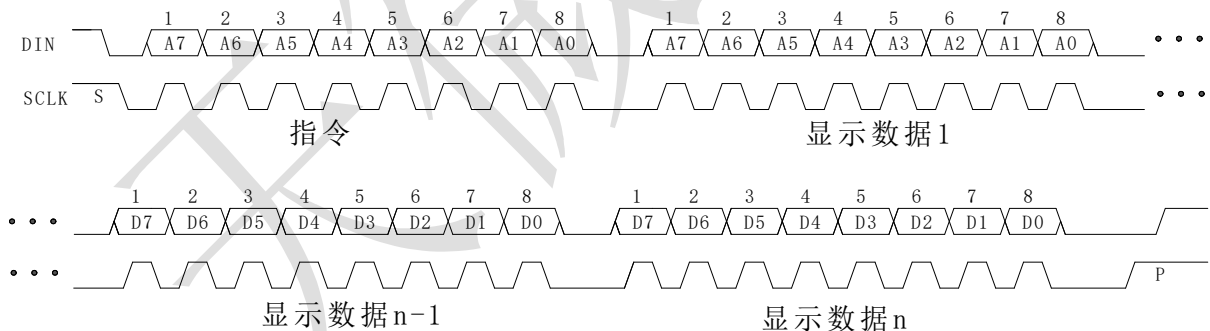 1 2 3 4 5 6 7 8 1 2 3 4 5 6 7 8
DIN A7 A6 A5 A4 A3 A2 A1 A0 A7 A6 A5 A4 A3 A2 A1 A0
SCLK S
指令 显示数据1
1 2 3 4 5 6 7 8 1 2 3 4 5 6 7 8
D7 D6 D5 D4 D3 D2 D1 D0 D7 D6 D5 D4 D3 D2 D1 D0
P
显示数据n-1 显示数据n